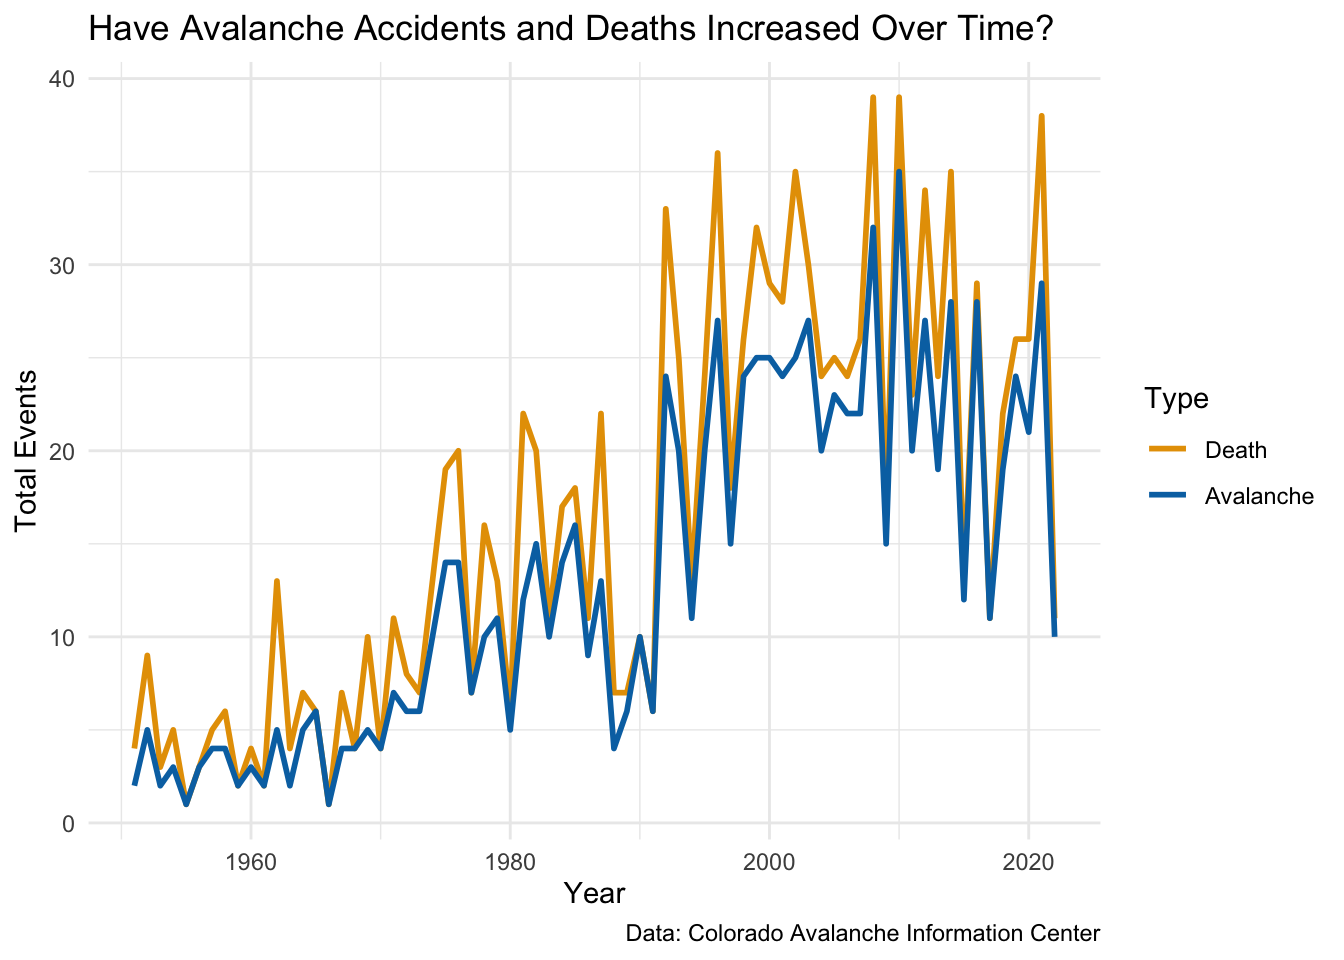 Have Avalanche Accidents and Deaths Increased Over Time?
40
30
20
10
0
Total Events
1960
1980
2000
2020
Year
Type
Death
Avalanche
Data: Colorado Avalanche Information Center